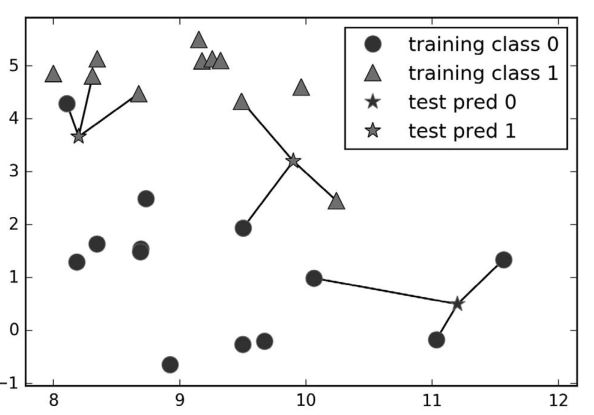 training class 0
training class 1
test pred 0
test pred 1
5
4
3
2
1
0
−1
8 9 10 11 12